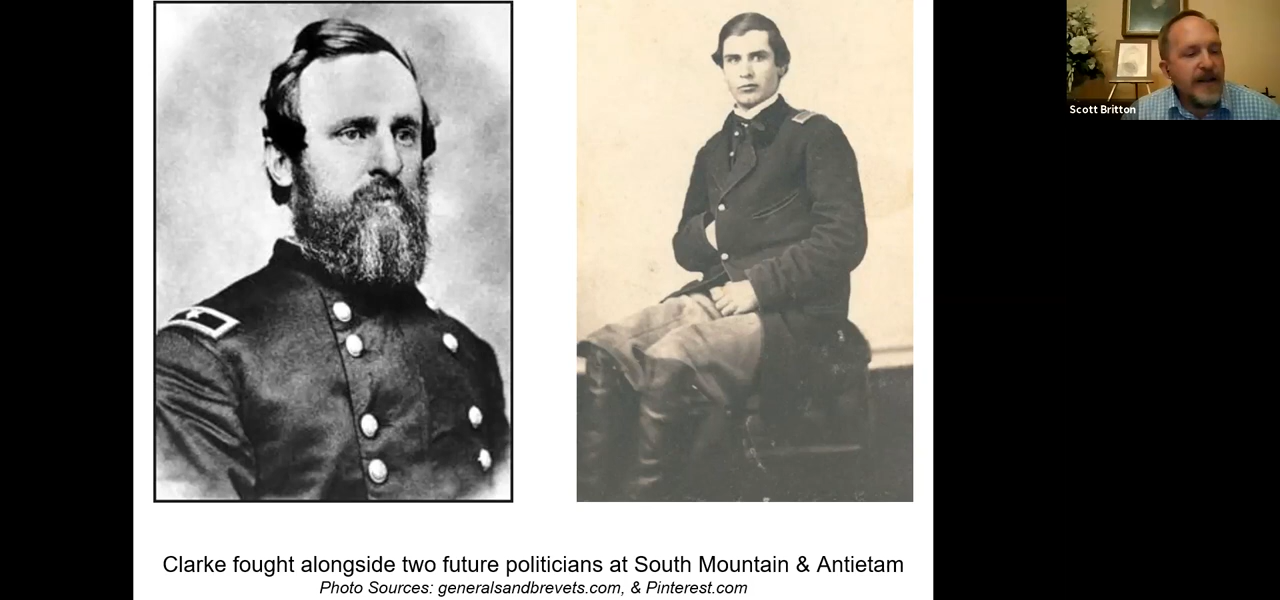 Scott Britton
Clarke fought alongside two future politicians at South Mountain & Antietam
Photo Sources: generalsandbrevets.com, & Pinterest.com